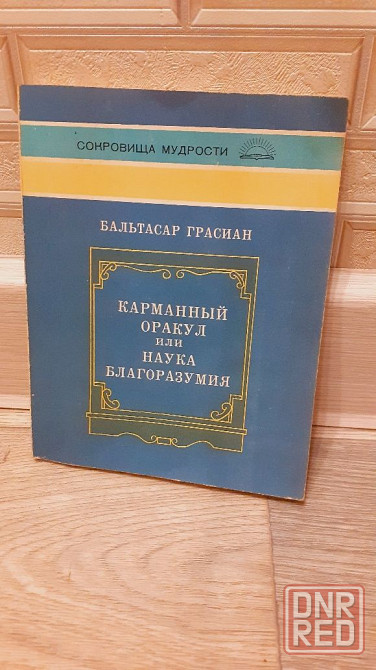 СОКРОВИЩА МУДРОСТИ
БАЛЬТАСАР ГРАСИАН
КАРМАННЫЙ
ОРАКУЛ
ИЛИ
НАУКА
БЛАГОРАЗУМИЯ
DNR
RED